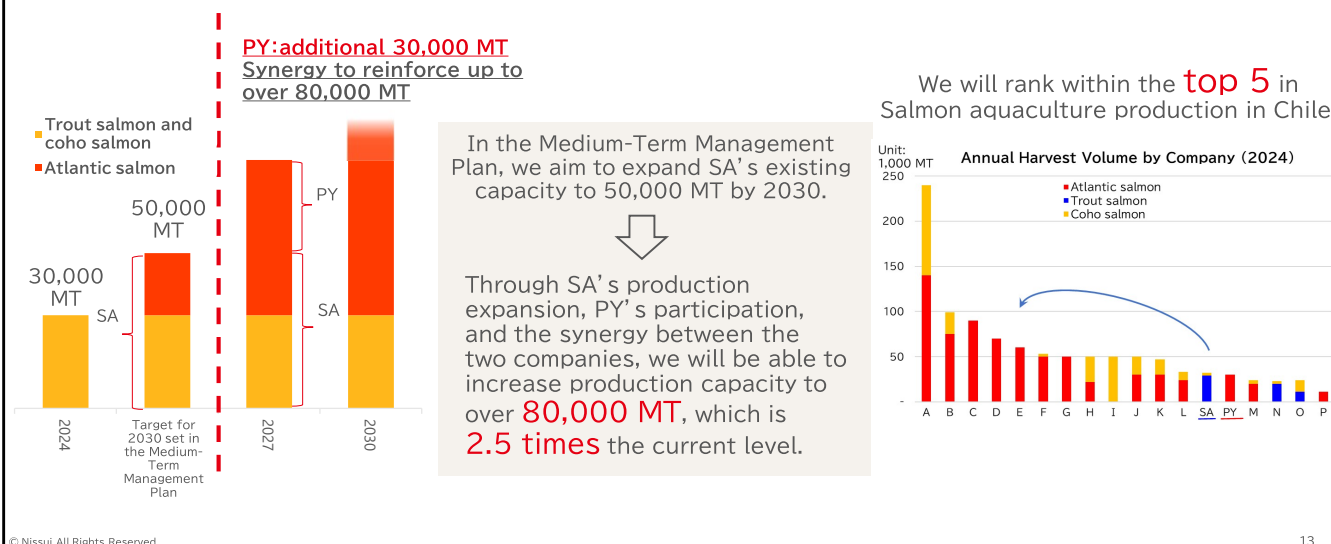 PY:additional 30,000 MT
Synergy to reinforce up to
over 80,000 MT
Trout salmon and
coho salmon
Atlantic salmon
50,000
MT
30,000
MT
SA
PY
SA
2024
Target for
2030 set in
the Medium-
Term
Management
Plan
2027
2030
In the Medium-Term Management
Plan, we aim to expand SA's existing
capacity to 50,000 MT by 2030.
Through SA's production
expansion, PY's participation,
and the synergy between the
two companies, we will be able to
increase production capacity to
over 80,000 MT, which is
2.5 times the current level.
We will rank within the top 5 in
Salmon aquaculture production in Chile
Unit:
1,000 MT
Annual Harvest Volume by Company (2024)
Atlantic salmon
Trout salmon
Coho salmon
250
200
150
100
50
-
A B C D E F G H I J K L SA PY M N O P
© Nissui All Rights Reserved
13